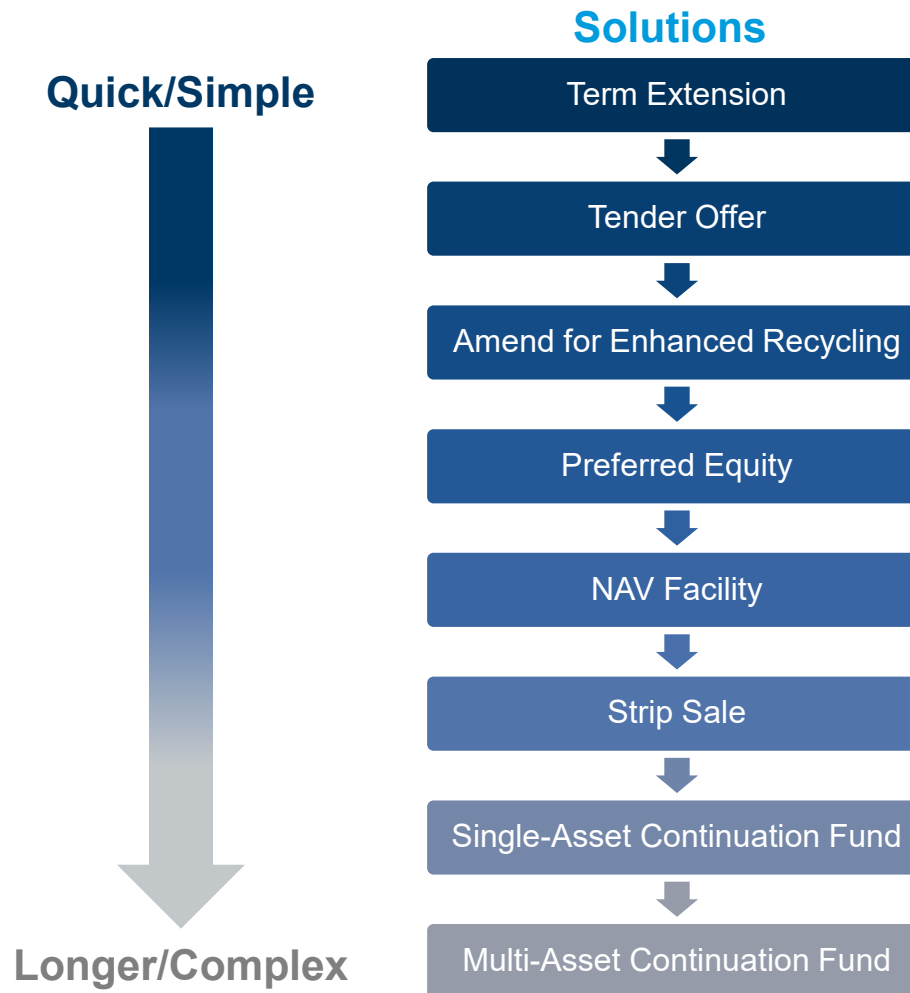 Solutions
Quick/Simple
Term Extension
Tender Offer
Amend for Enhanced Recycling
Preferred Equity
NAV Facility
Strip Sale
Single-Asset Continuation Fund
Multi-Asset Continuation Fund
Longer/Complex